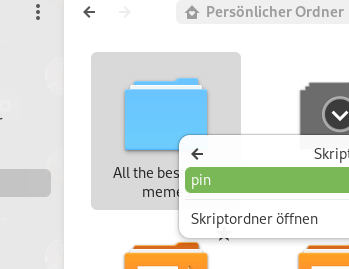 Persönlicher Ordner
All the bes
meme
Skript
pin
Skriptordner öffnen